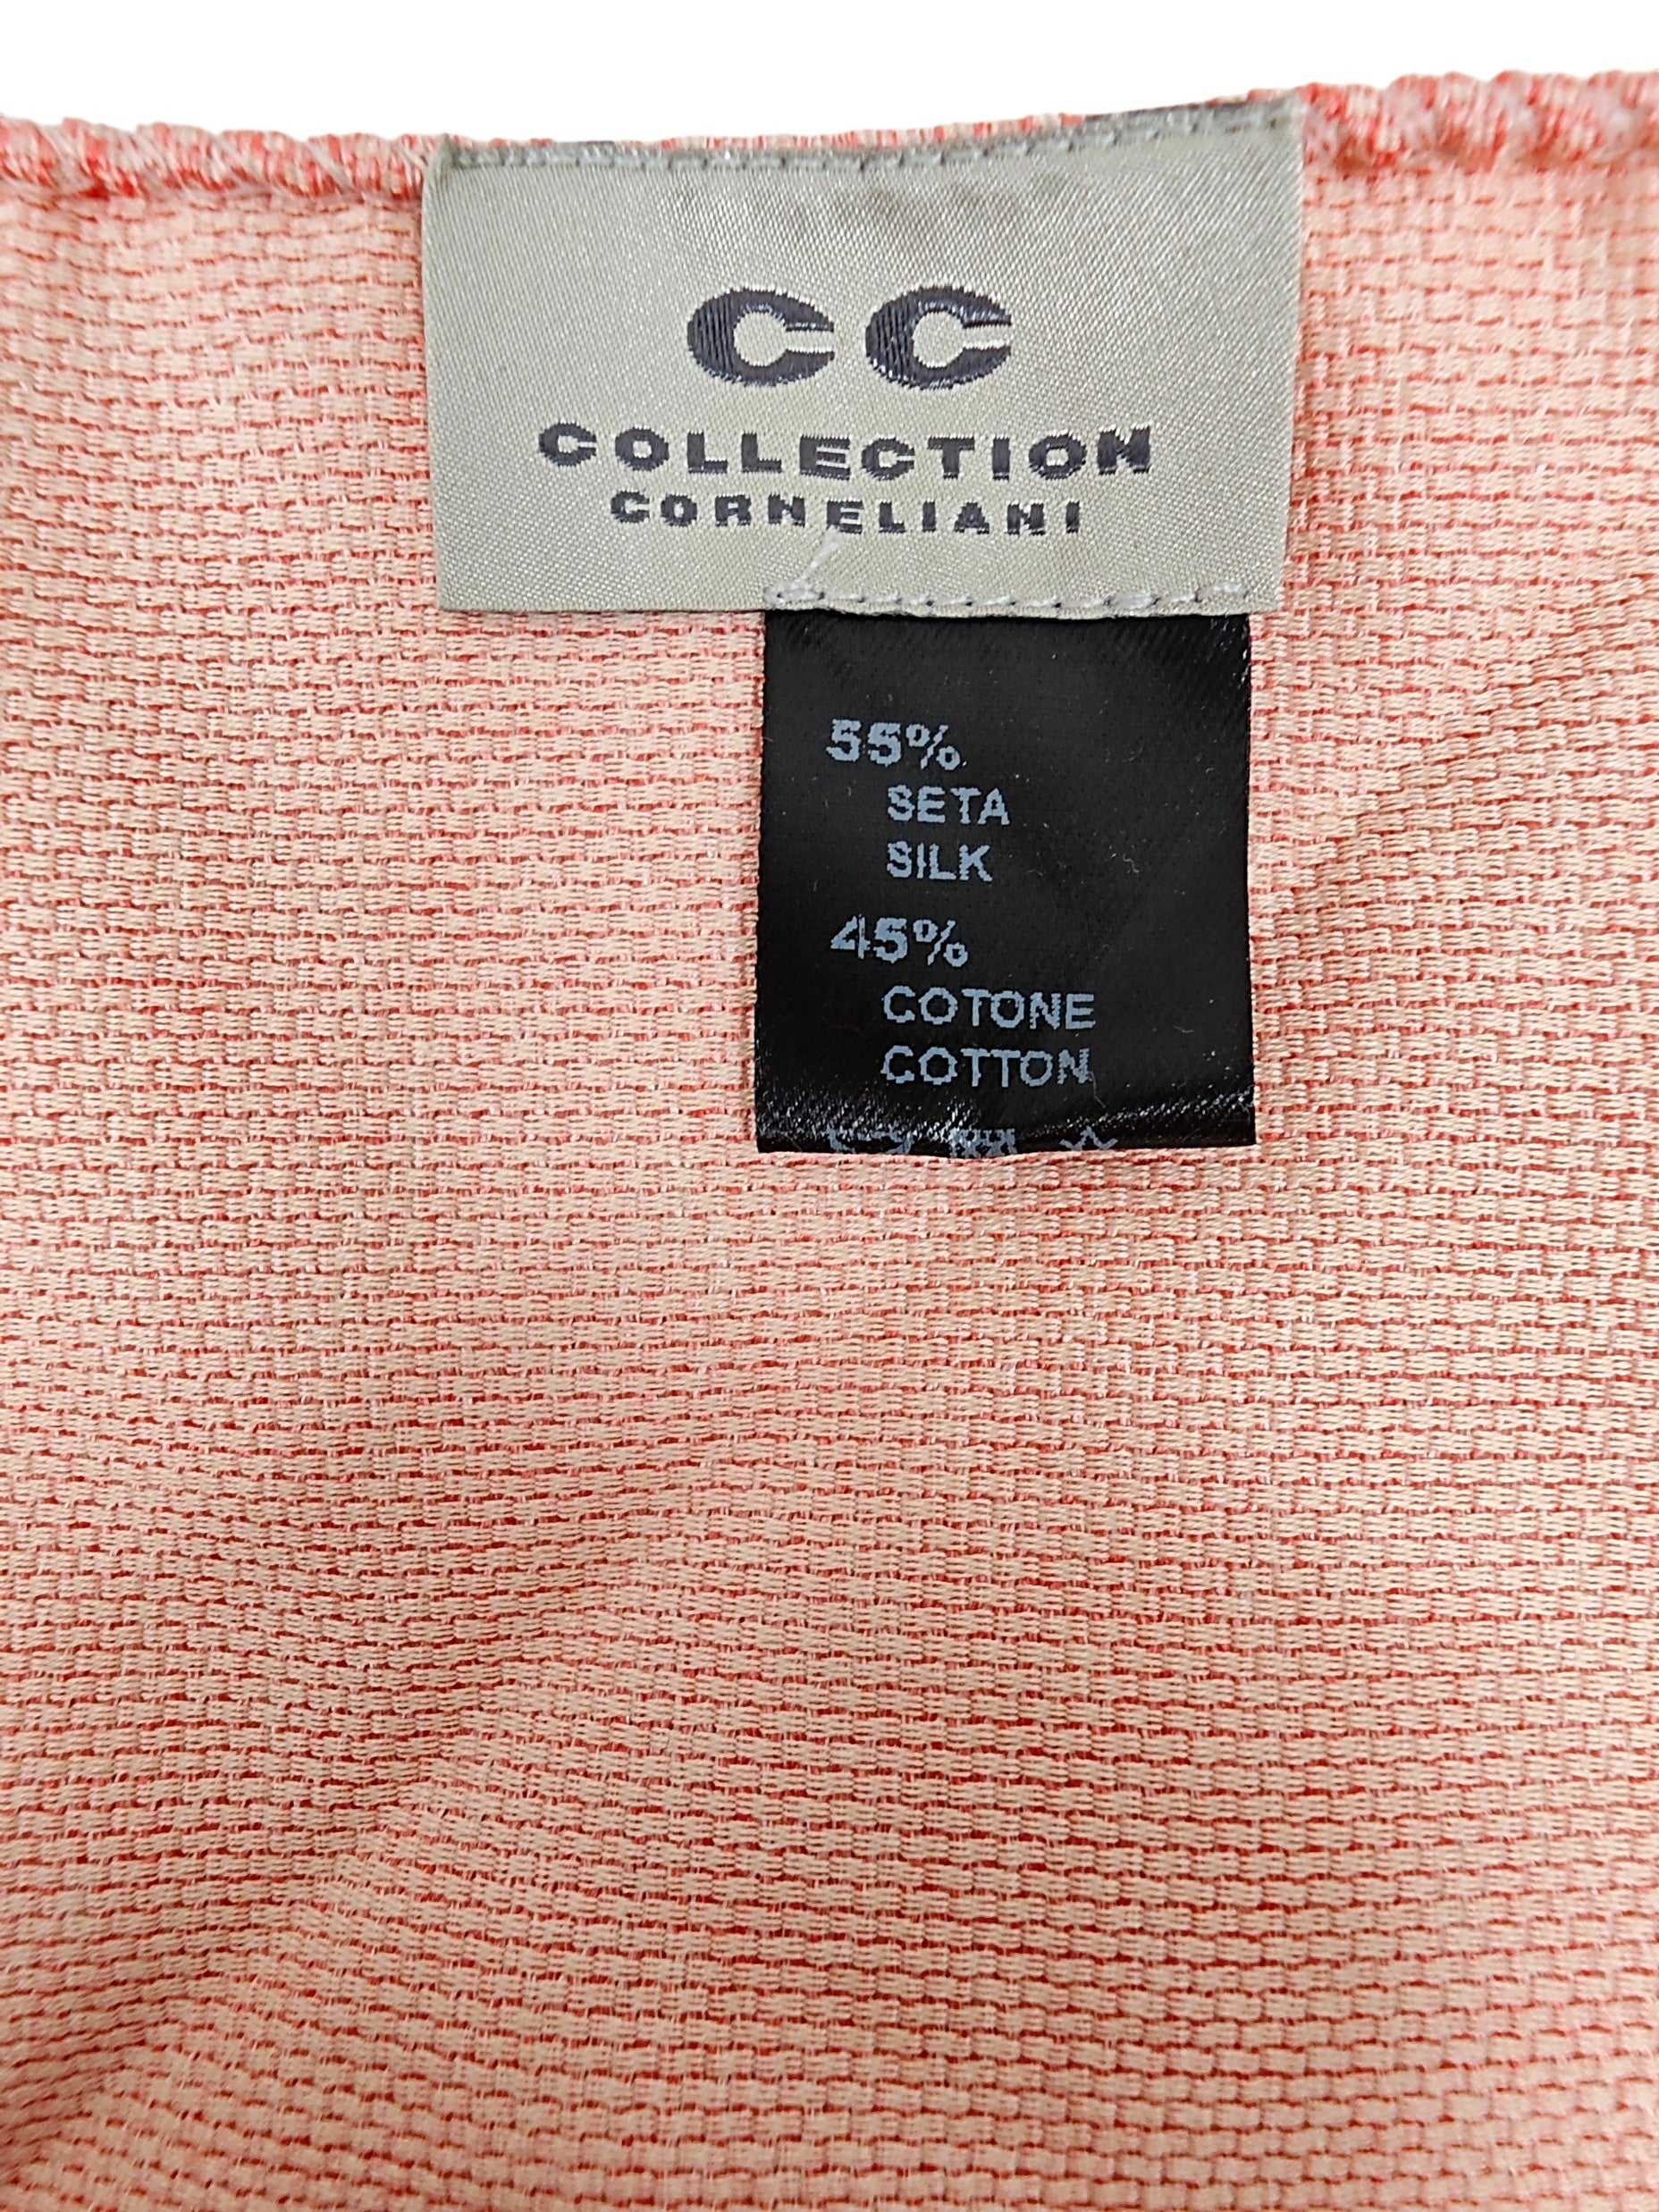 CC
COLLECTION
CORNELIANI
55%
SETA
SILK
45%
COTONE
COTTON